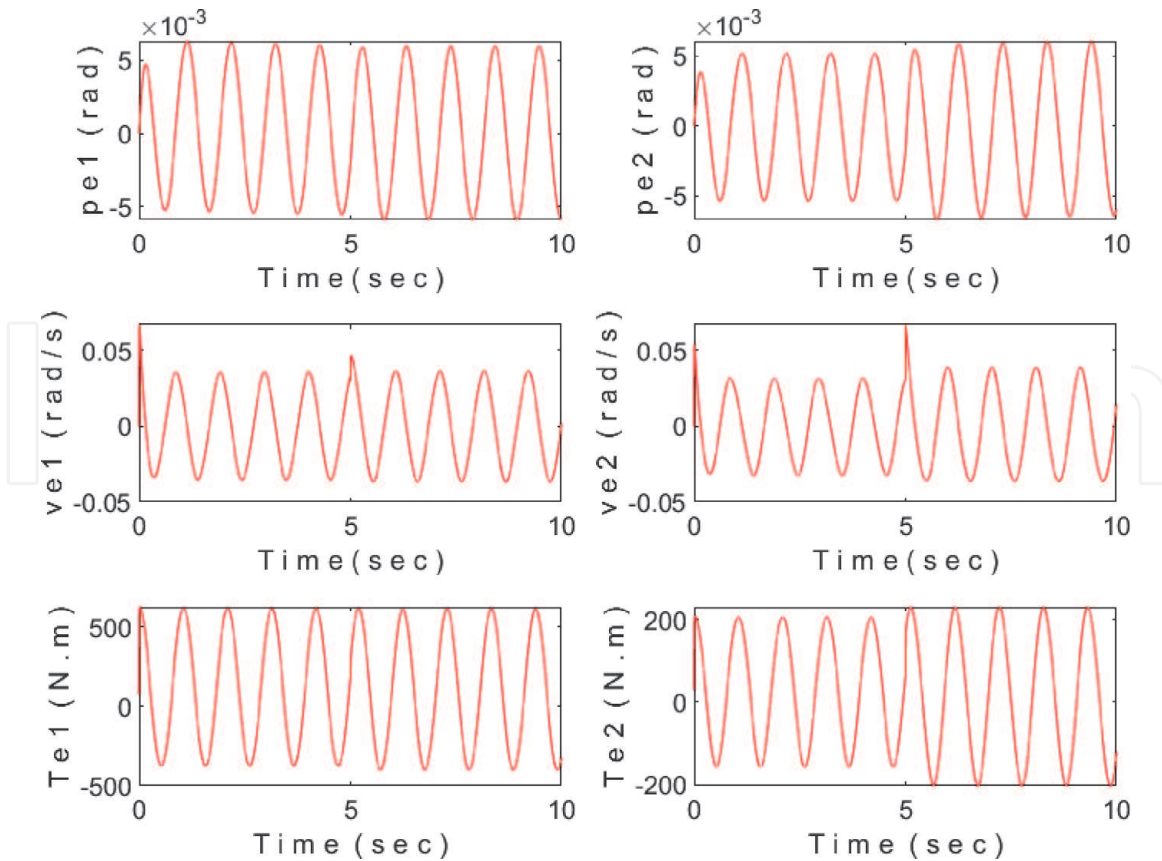 ×10⁻³
5
0
-5
pe1 (rad)
0 5 10
Time(sec)
×10⁻³
5
0
-5
pe2 (rad)
0 5 10
Time(sec)
0.05
0
-0.05
ve1 (rad/s)
0 5 10
Time(sec)
0.05
0
-0.05
ve2 (rad/s)
0 5 10
Time(sec)
500
0
-500
Te1 (N.m)
0 5 10
Time (sec)
200
0
-200
Te2 (N.m)
0 5 10
Time (sec)